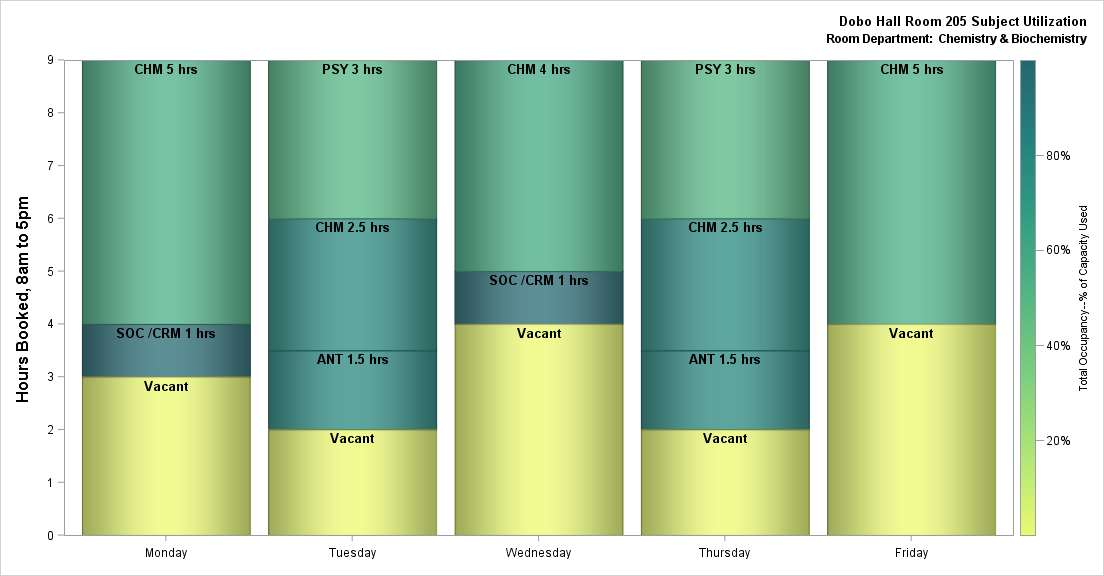 Dobo Hall Room 205 Subject Utilization
Room Department: Chemistry & Biochemistry
Hours Booked, 8am to 5pm
9
8
7
6
5
4
3
2
1
0
CHM 5 hrs
SOC /CRM 1 hrs
Vacant
PSY 3 hrs
CHM 2.5 hrs
ANT 1.5 hrs
Vacant
CHM 4 hrs
SOC /CRM 1 hrs
Vacant
PSY 3 hrs
CHM 2.5 hrs
ANT 1.5 hrs
Vacant
CHM 5 hrs
Vacant
Monday
Tuesday
Wednesday
Thursday
Friday
80%
60%
40%
20%
Total Occupancy--% of Capacity Used